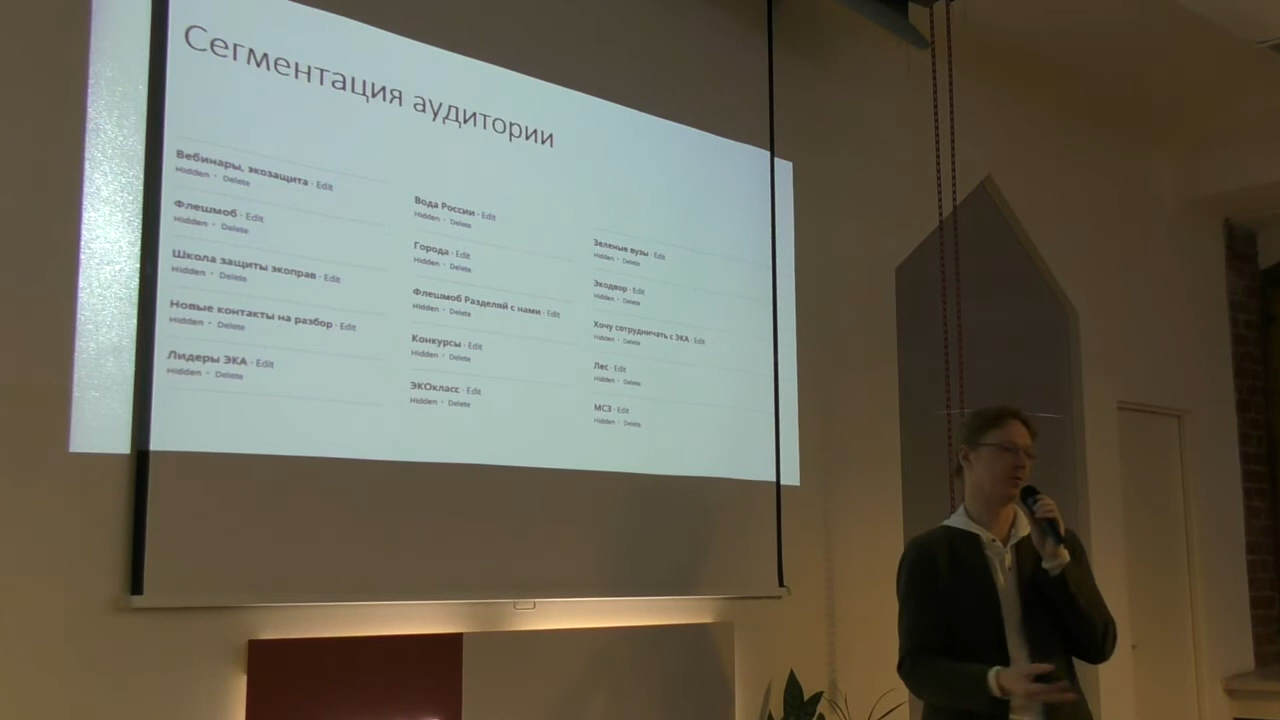 Сегментация аудитории
Вебинары, экозащита · Edit
Hidden · Delete
Флешмоб · Edit
Hidden · Delete
Школа защиты экоправ · Edit
Hidden · Delete
Новые контакты на разбор · Edit
Hidden · Delete
Лидеры ЭКА · Edit
Hidden · Delete
Вода России · Edit
Hidden · Delete
Города · Edit
Hidden · Delete
Флешмоб Разделяй с нами · Edit
Hidden · Delete
Конкурсы · Edit
Hidden · Delete
ЭКОкласс · Edit
Hidden · Delete
Зеленые вузы · Edit
Hidden · Delete
Экодвор · Edit
Hidden · Delete
Хочу сотрудничать с ЭКА · Edit
Hidden · Delete
Лес · Edit
Hidden · Delete
МСЗ · Edit
Hidden · Delete